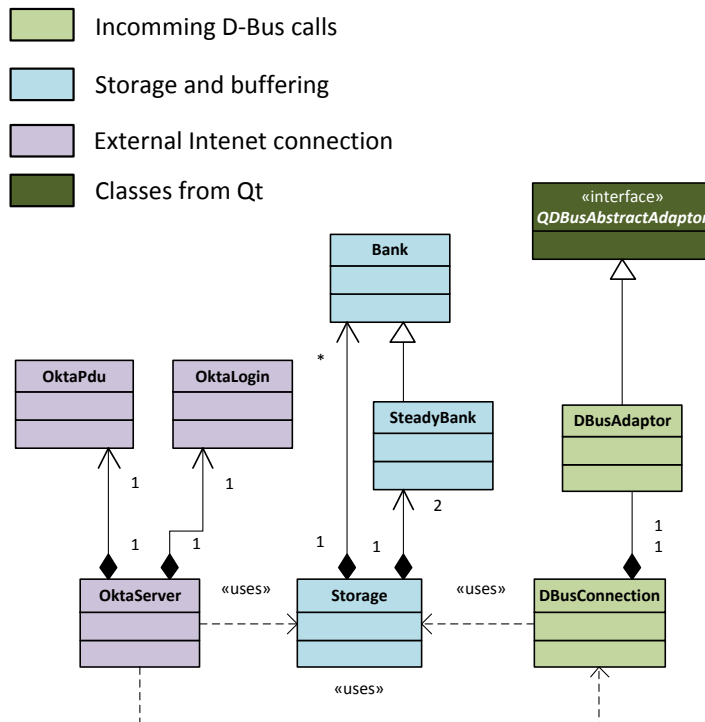 Incomming D-Bus calls
Storage and buffering
External Intenet connection
Classes from Qt
«interface»
QDBusAbstractAdaptor
Bank
*
OktaPdu
OktaLogin
SteadyBank
DBusAdaptor
1
1
2
1
1
1
1
1
1
OktaServer
«uses»
Storage
«uses»
DBusConnection
«uses»